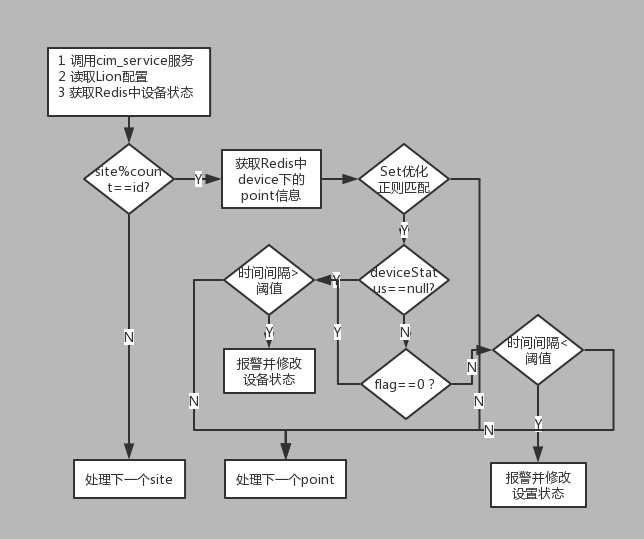 1 调用cim_service服务
2 读取Lion配置
3 获取Redis中设备状态
site%coun
t==id?
Y
获取Redis中
device下的
point信息
Set优化
正则匹配
Y
时间间隔>
阈值
Y
deviceStat
us==null?
N
Y
Y
N
时间间隔<
阈值
报警并修改
设备状态
flag==0 ?
N
N
N
N
Y
处理下一个site
处理下一个point
报警并修改
设置状态